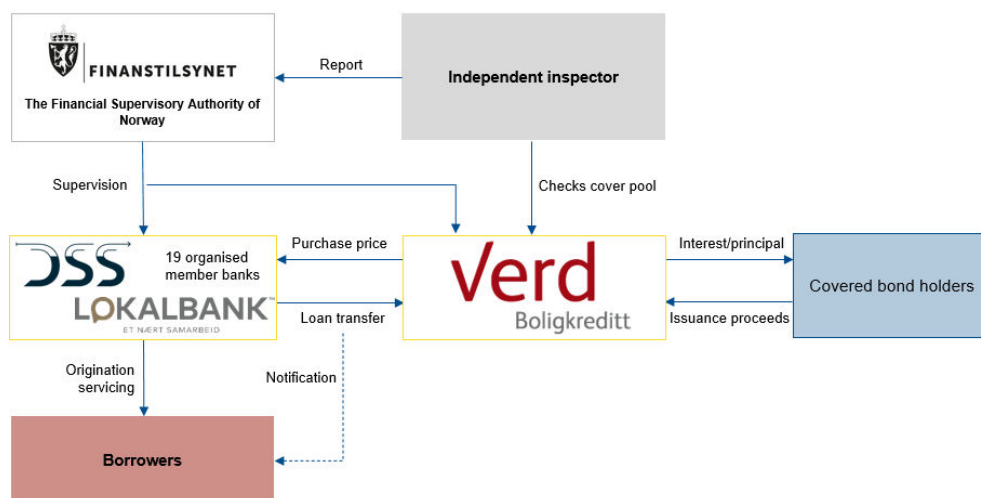 FINANSTILSYNET
The Financial Supervisory Authority of
Norway
Report
Independent inspector
Supervision
Checks cover pool
DSS
19 organised
member banks
LOKALBANK™
ET NÆRT SAMARBEID
Purchase price
Loan transfer
Verd
Boligkreditt
Interest/principal
Issuance proceeds
Covered bond holders
Origination
servicing
Notification
Borrowers